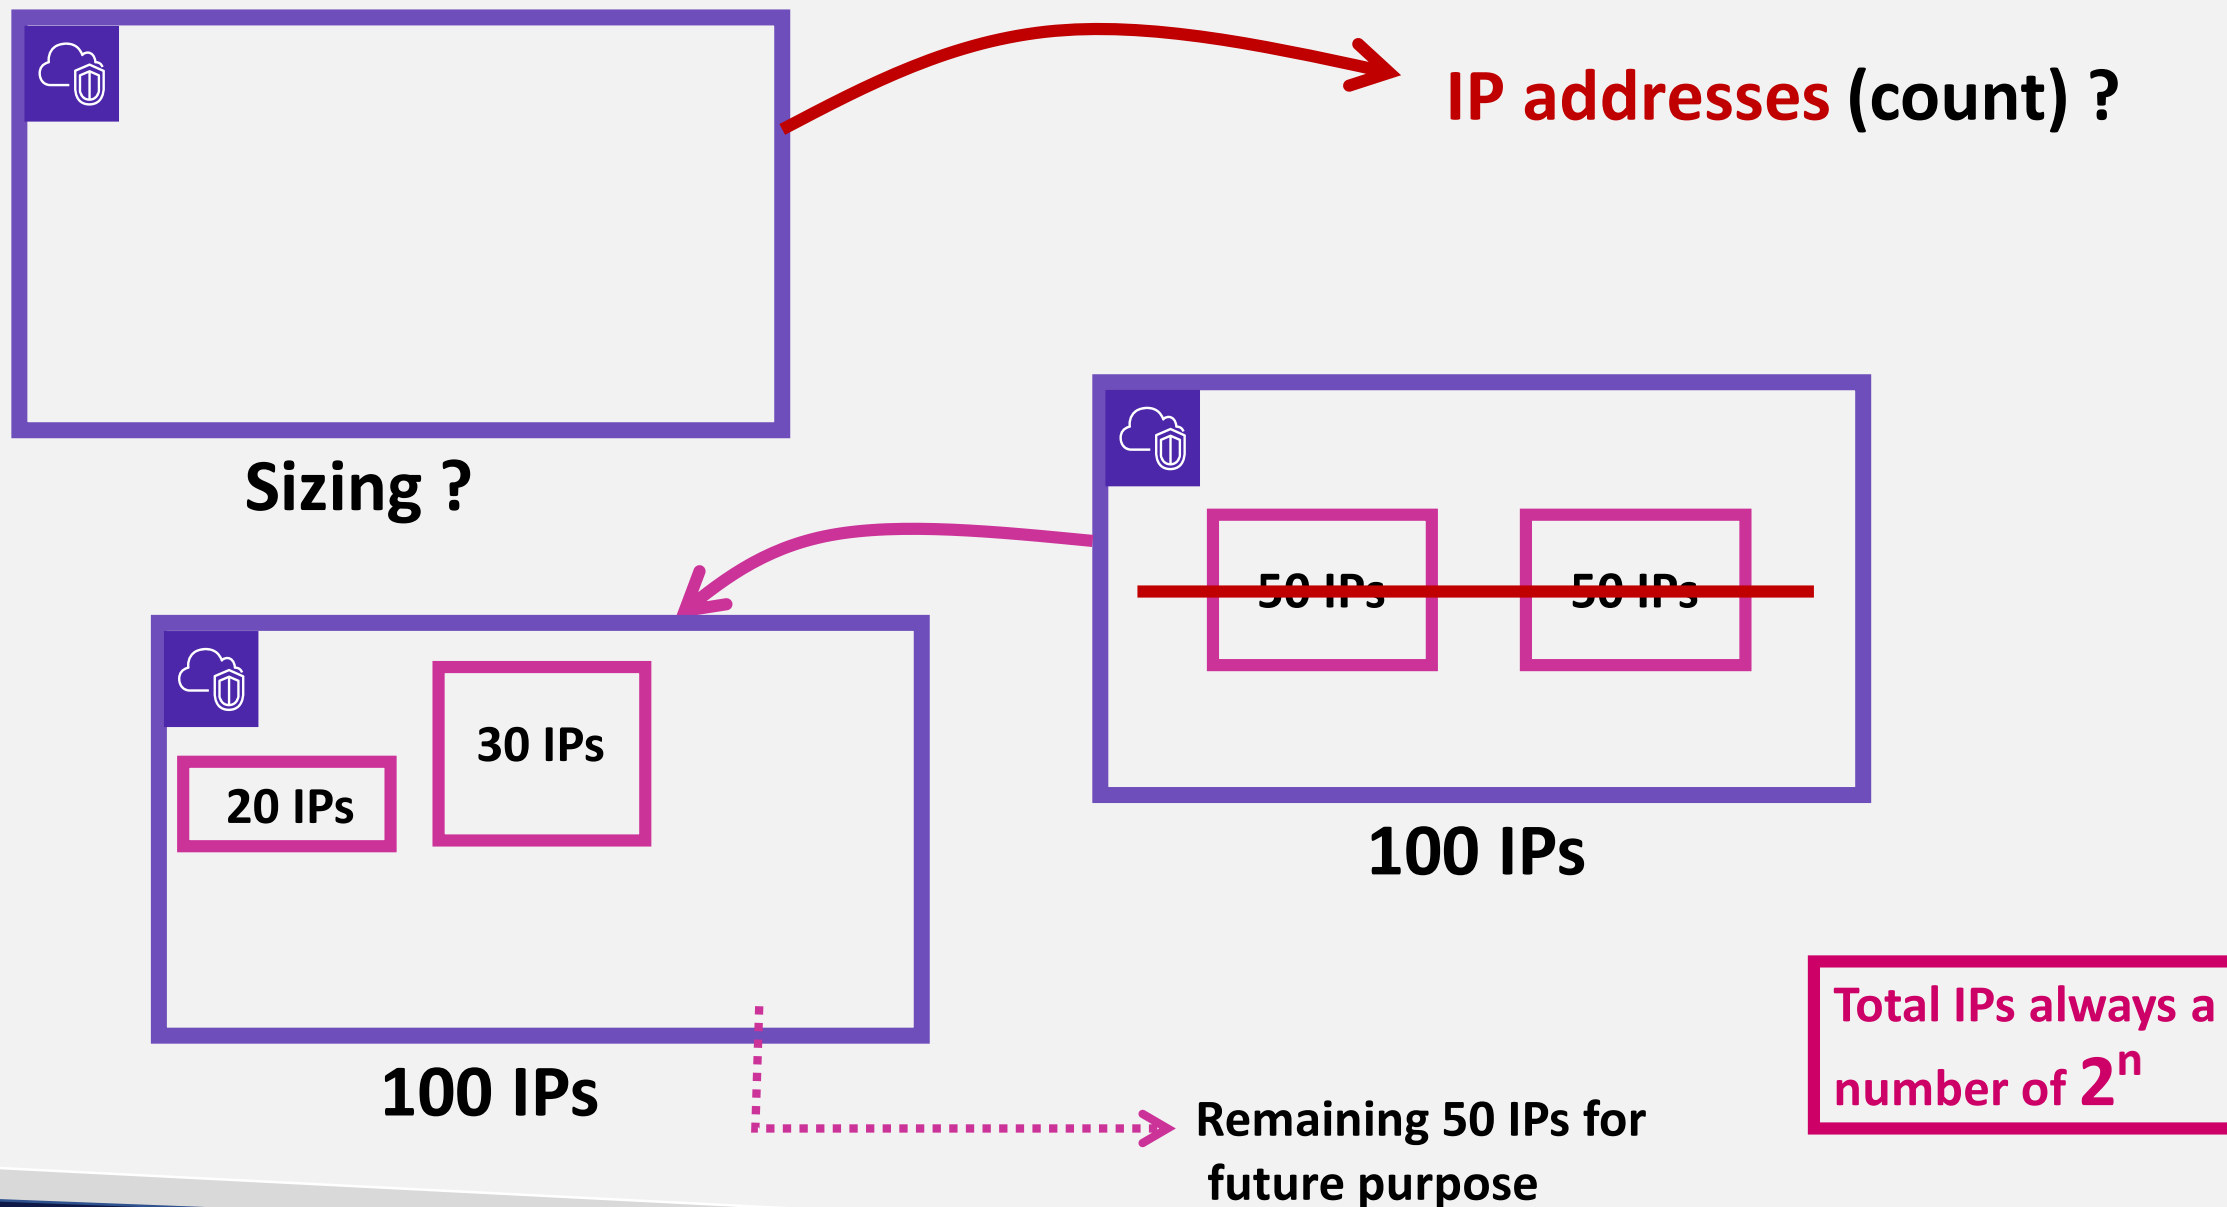 IP addresses (count) ?
Sizing ?
50 IPs
50 IPs
100 IPs
30 IPs
20 IPs
100 IPs
Remaining 50 IPs for
future purpose
Total IPs always a
number of 2ⁿ